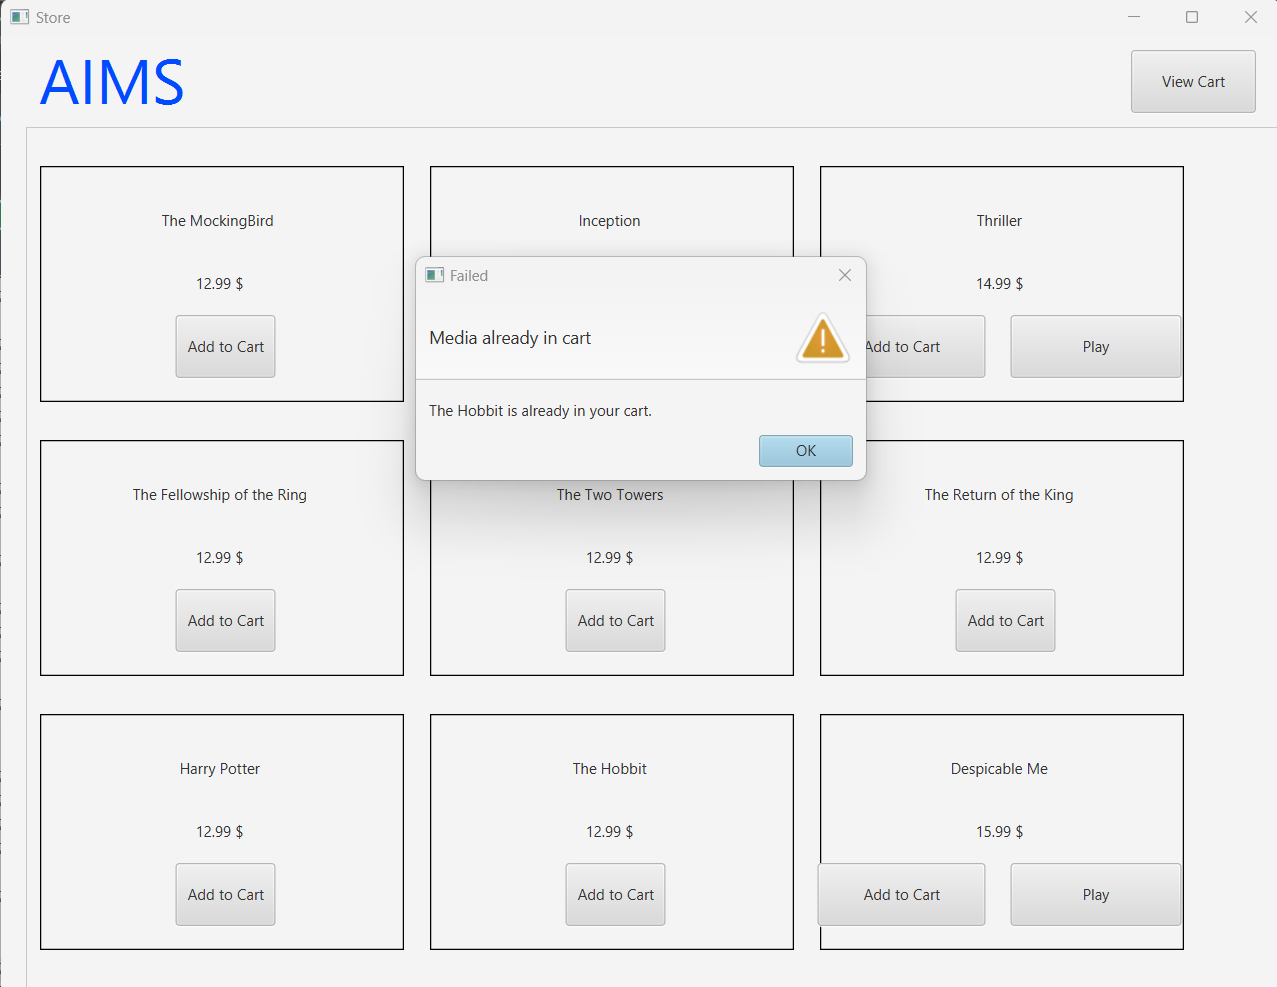 Store
AIMS
View Cart
The MockingBird
Inception
Thriller
12.99 $
14.99 $
Add to Cart
Add to Cart
Play
Failed
Media already in cart
The Hobbit is already in your cart.
OK
The Fellowship of the Ring
The Two Towers
The Return of the King
12.99 $
12.99 $
12.99 $
Add to Cart
Add to Cart
Add to Cart
Harry Potter
The Hobbit
Despicable Me
12.99 $
12.99 $
15.99 $
Add to Cart
Add to Cart
Add to Cart
Play